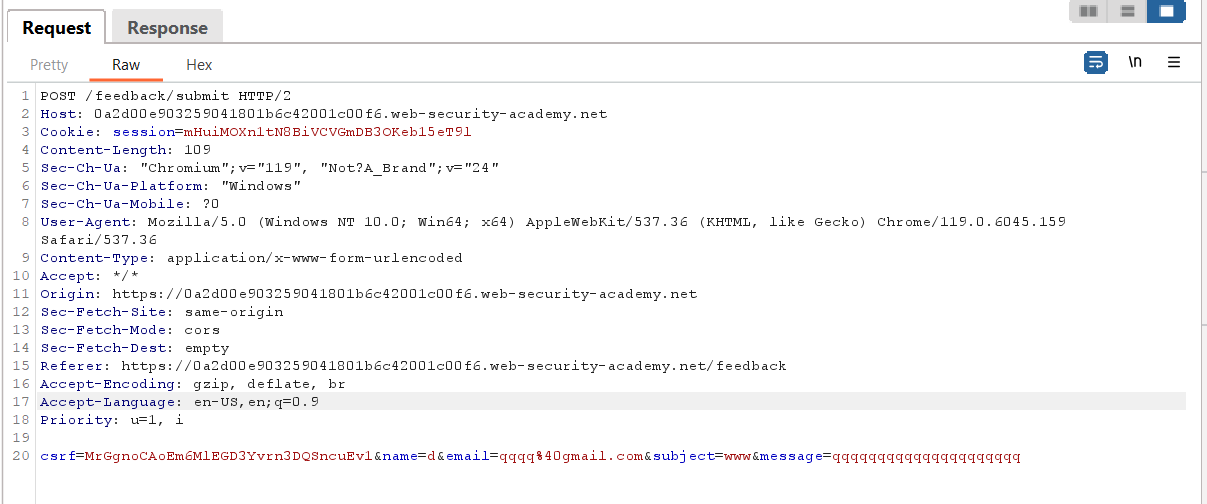 Request Response
Pretty Raw Hex
\n
1 POST /feedback/submit HTTP/2
2 Host: 0a2d00e903259041801b6c42001c00f6.web-security-academy.net
3 Cookie: session=mHuiMOXn1tN8BiVCVGmDB3OKebl5eT9l
4 Content-Length: 109
5 Sec-Ch-Ua: "Chromium";v="119", "Not?A_Brand";v="24"
6 Sec-Ch-Ua-Platform: "Windows"
7 Sec-Ch-Ua-Mobile: ?0
8 User-Agent: Mozilla/5.0 (Windows NT 10.0; Win64; x64) AppleWebKit/537.36 (KHTML, like Gecko) Chrome/119.0.6045.159
Safari/537.36
9 Content-Type: application/x-www-form-urlencoded
10 Accept: */*
11 Origin: https://0a2d00e903259041801b6c42001c00f6.web-security-academy.net
12 Sec-Fetch-Site: same-origin
13 Sec-Fetch-Mode: cors
14 Sec-Fetch-Dest: empty
15 Referer: https://0a2d00e903259041801b6c42001c00f6.web-security-academy.net/feedback
16 Accept-Encoding: gzip, deflate, br
17 Accept-Language: en-US,en;q=0.9
18 Priority: u=1, i
19
20 csrf=MrGgnoCAoEm6MlEGD3Yvrn3DQSncuEv1&name=d&email=qqqq%40gmail.com&subject=www&message=qqqqqqqqqqqqqqqqqqqqq